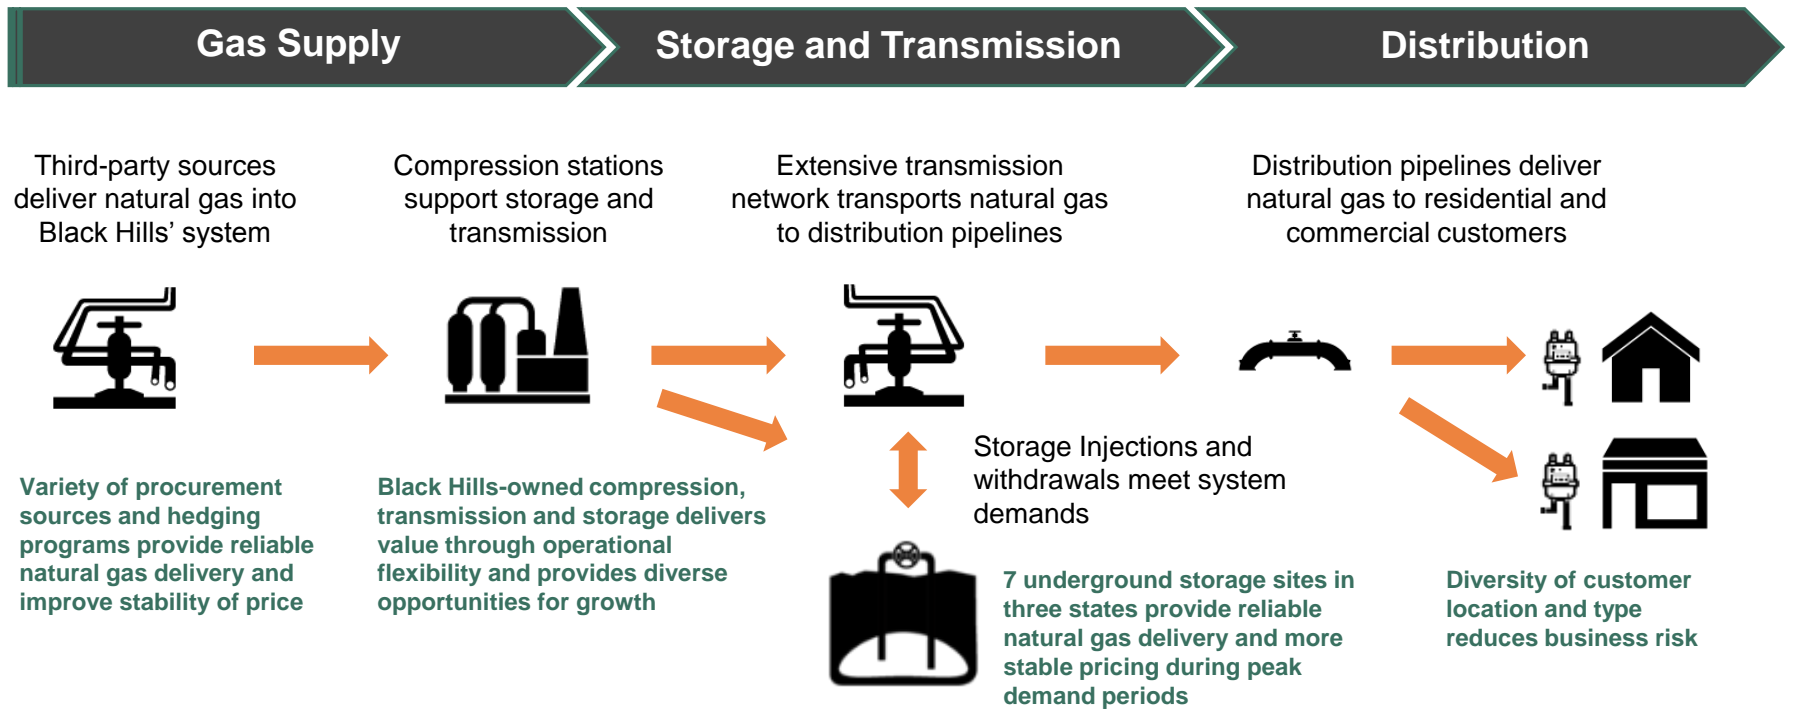 Gas Supply
Storage and Transmission
Distribution
Third-party sources
deliver natural gas into
Black Hills’ system
Compression stations
support storage and
transmission
Extensive transmission
network transports natural gas
to distribution pipelines
Distribution pipelines deliver
natural gas to residential and
commercial customers
Storage Injections and
withdrawals meet system
demands
Variety of procurement
sources and hedging
programs provide reliable
natural gas delivery and
improve stability of price
Black Hills-owned compression,
transmission and storage delivers
value through operational
flexibility and provides diverse
opportunities for growth
7 underground storage sites in
three states provide reliable
natural gas delivery and more
stable pricing during peak
demand periods
Diversity of customer
location and type
reduces business risk